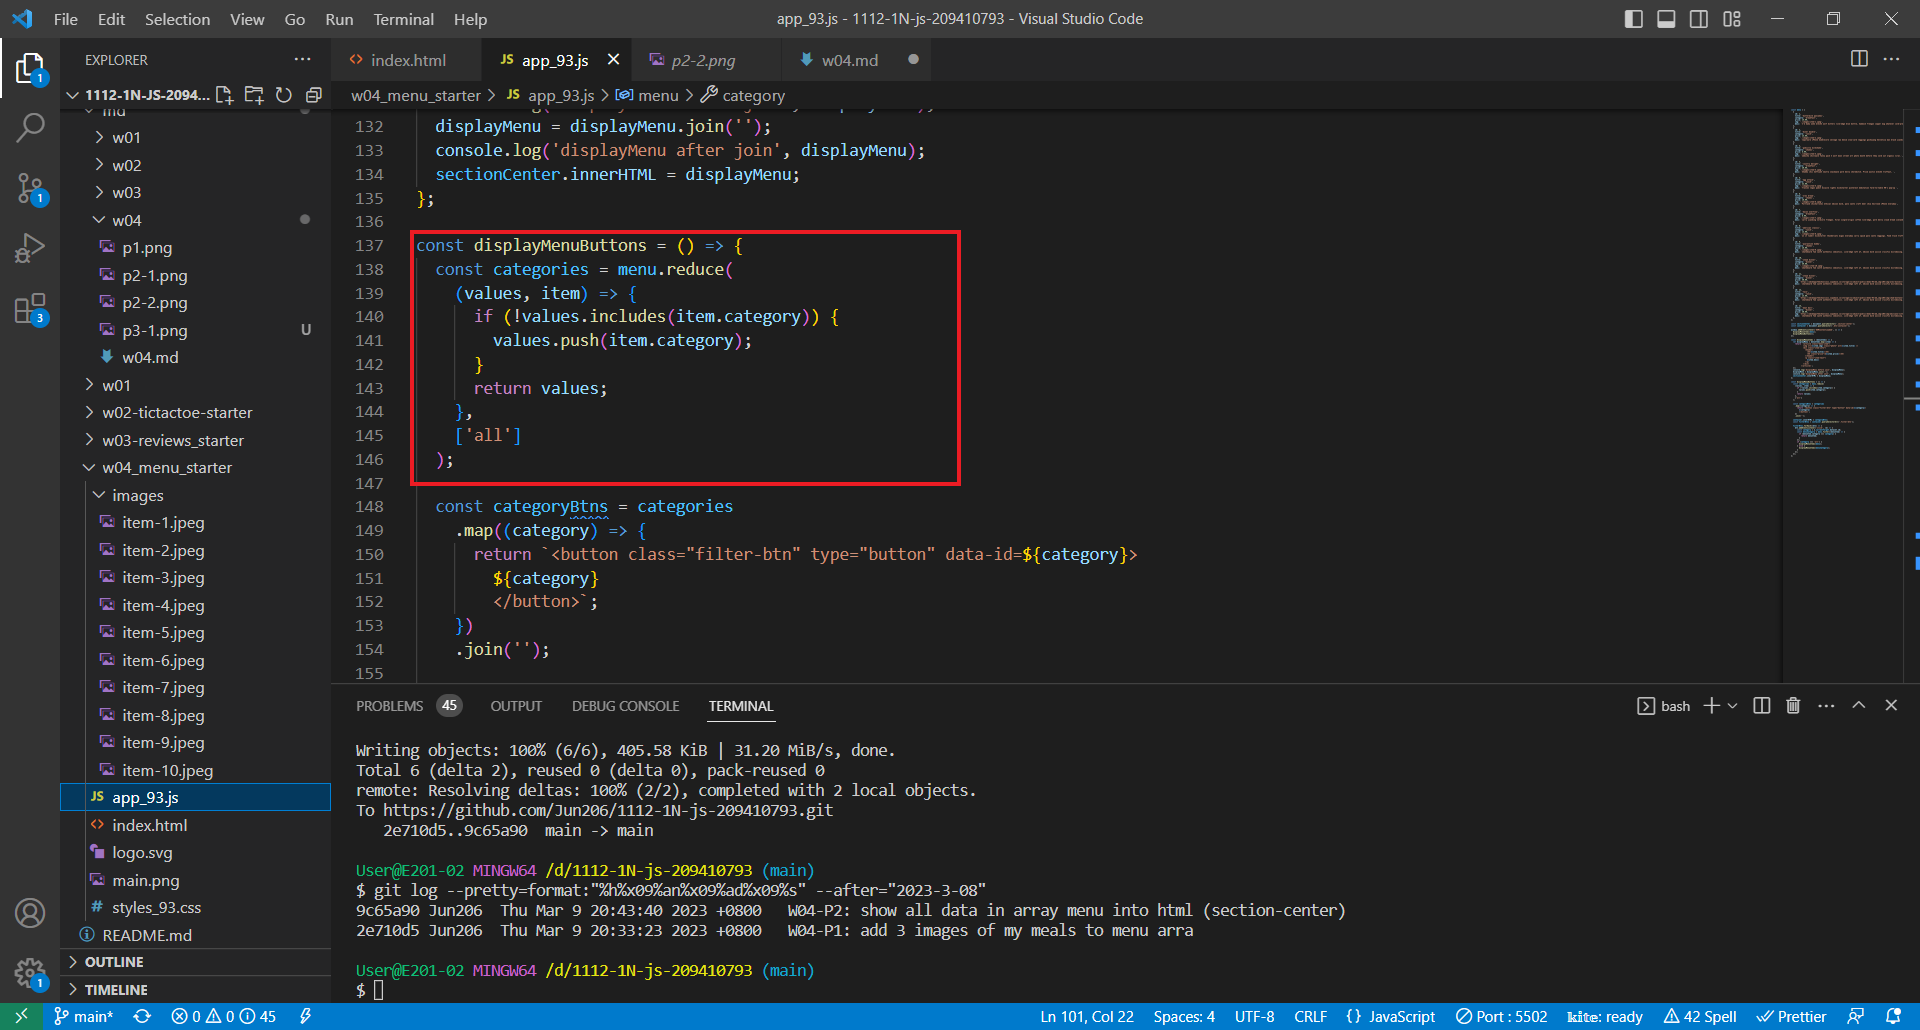 File Edit Selection View Go Run Terminal Help
app_93.js - 1112-1N-js-209410793 - Visual Studio Code
EXPLORER
1112-1N-JS-2094...
md
w01
w02
w03
w04
p1.png
p2-1.png
p2-2.png
p3-1.png U
w04.md
w01
w02-tictactoe-starter
w03-reviews_starter
w04_menu_starter
images
item-1.jpeg
item-2.jpeg
item-3.jpeg
item-4.jpeg
item-5.jpeg
item-6.jpeg
item-7.jpeg
item-8.jpeg
item-9.jpeg
item-10.jpeg
JS app_93.js
index.html
logo.svg
main.png
# styles_93.css
README.md
OUTLINE
TIMELINE
1
1
3
1
index.html JS app_93.js p2-2.png w04.md
w04_menu_starter > JS app_93.js > menu > category
132 displayMenu = displayMenu.join('');
133 console.log('displayMenu after join', displayMenu);
134 sectionCenter.innerHTML = displayMenu;
135 };
136
137 const displayMenuButtons = () => {
138 const categories = menu.reduce(
139 (values, item) => {
140 if (!values.includes(item.category)) {
141 values.push(item.category);
142 }
143 return values;
144 },
145 ['all']
146 );
147
148 const categoryBtns = categories
149 .map((category) => {
150 return `<button class="filter-btn" type="button" data-id=${category}>
151 ${category}
152 </button>`;
153 })
154 .join('');
155
PROBLEMS 45 OUTPUT DEBUG CONSOLE TERMINAL bash
Writing objects: 100% (6/6), 405.58 KiB | 31.20 MiB/s, done.
Total 6 (delta 2), reused 0 (delta 0), pack-reused 0
remote: Resolving deltas: 100% (2/2), completed with 2 local objects.
To https://github.com/Jun206/1112-1N-js-209410793.git
2e710d5..9c65a90 main -> main
User@E201-02 MINGW64 /d/1112-1N-js-209410793 (main)
$ git log --pretty=format:"%h%x09%an%x09%ad%x09%s" --after="2023-3-08"
9c65a90 Jun206 Thu Mar 9 20:43:40 2023 +0800 W04-P2: show all data in array menu into html (section-center)
2e710d5 Jun206 Thu Mar 9 20:33:23 2023 +0800 W04-P1: add 3 images of my meals to menu arra
User@E201-02 MINGW64 /d/1112-1N-js-209410793 (main)
$
main* 0 0 45 Ln 101, Col 22 Spaces: 4 UTF-8 CRLF {} JavaScript Port : 5502 kite: ready 42 Spell Prettier